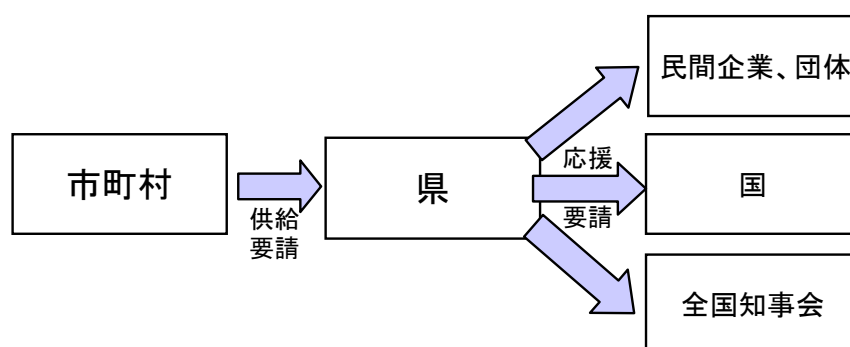 民間企業、団体
市町村
供給
要請
県
応援
要請
国
全国知事会